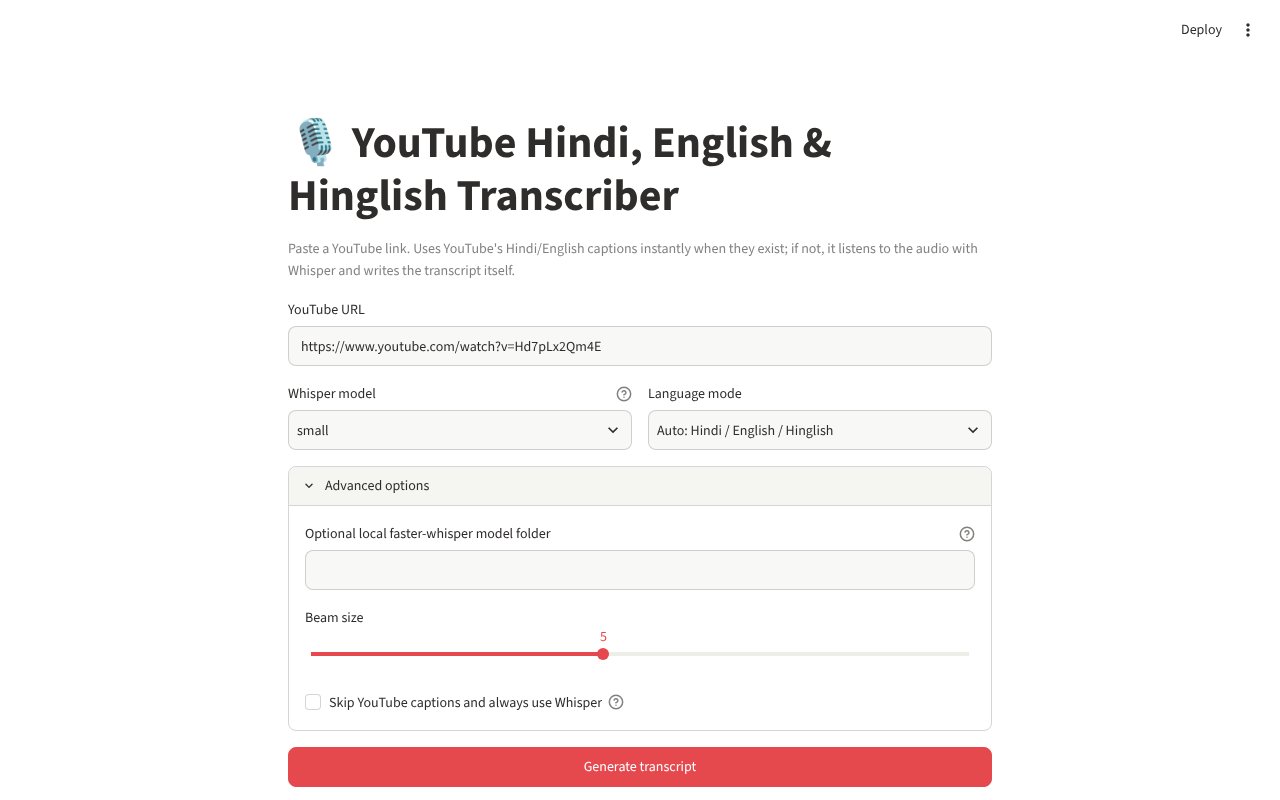 Deploy
🎙️ YouTube Hindi, English &
Hinglish Transcriber
Paste a YouTube link. Uses YouTube's Hindi/English captions instantly when they exist; if not, it listens to the audio with
Whisper and writes the transcript itself.
YouTube URL
https://www.youtube.com/watch?v=Hd7pLx2Qm4E
Whisper model
Language mode
small
Auto: Hindi / English / Hinglish
Advanced options
Optional local faster-whisper model folder
Beam size
5
Skip YouTube captions and always use Whisper
Generate transcript